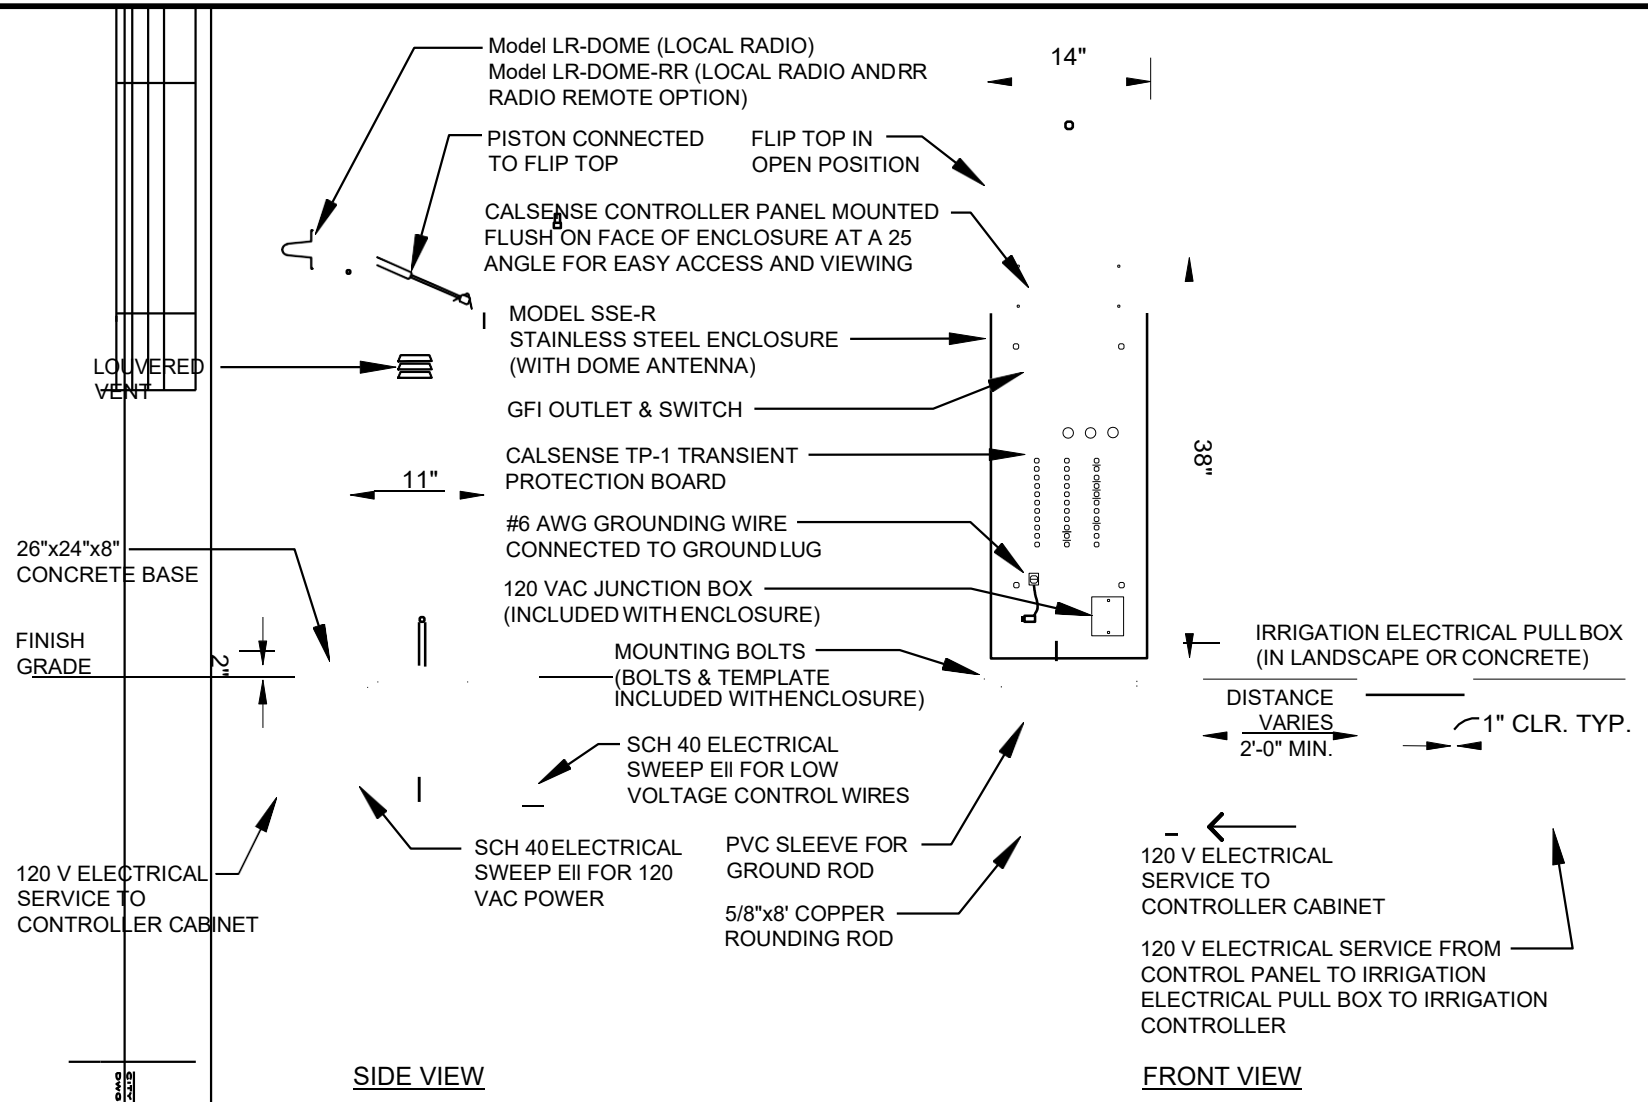 Model LR-DOME (LOCAL RADIO)
Model LR-DOME-RR (LOCAL RADIO AND RR
RADIO REMOTE OPTION)
14"
PISTON CONNECTED
TO FLIP TOP
FLIP TOP IN
OPEN POSITION
CALSENSE CONTROLLER PANEL MOUNTED
FLUSH ON FACE OF ENCLOSURE AT A 25
ANGLE FOR EASY ACCESS AND VIEWING
MODEL SSE-R
STAINLESS STEEL ENCLOSURE
(WITH DOME ANTENNA)
LOUVERED
VENT
GFI OUTLET & SWITCH
CALSENSE TP-1 TRANSIENT
PROTECTION BOARD
11"
38"
#6 AWG GROUNDING WIRE
CONNECTED TO GROUND LUG
26"x24"x8"
CONCRETE BASE
120 VAC JUNCTION BOX
(INCLUDED WITH ENCLOSURE)
FINISH
GRADE
2"
MOUNTING BOLTS
(BOLTS & TEMPLATE
INCLUDED WITH ENCLOSURE)
IRRIGATION ELECTRICAL PULL BOX
(IN LANDSCAPE OR CONCRETE)
DISTANCE
VARIES
2'-0" MIN.
1" CLR. TYP.
SCH 40 ELECTRICAL
SWEEP Ell FOR LOW
VOLTAGE CONTROL WIRES
SCH 40 ELECTRICAL
SWEEP Ell FOR 120
VAC POWER
PVC SLEEVE FOR
GROUND ROD
5/8"x8' COPPER
ROUNDING ROD
120 V ELECTRICAL
SERVICE TO
CONTROLLER CABINET
120 V ELECTRICAL
SERVICE TO
CONTROLLER CABINET
120 V ELECTRICAL SERVICE FROM
CONTROL PANEL TO IRRIGATION
ELECTRICAL PULL BOX TO IRRIGATION
CONTROLLER
SIDE VIEW
FRONT VIEW
CITY
DWG